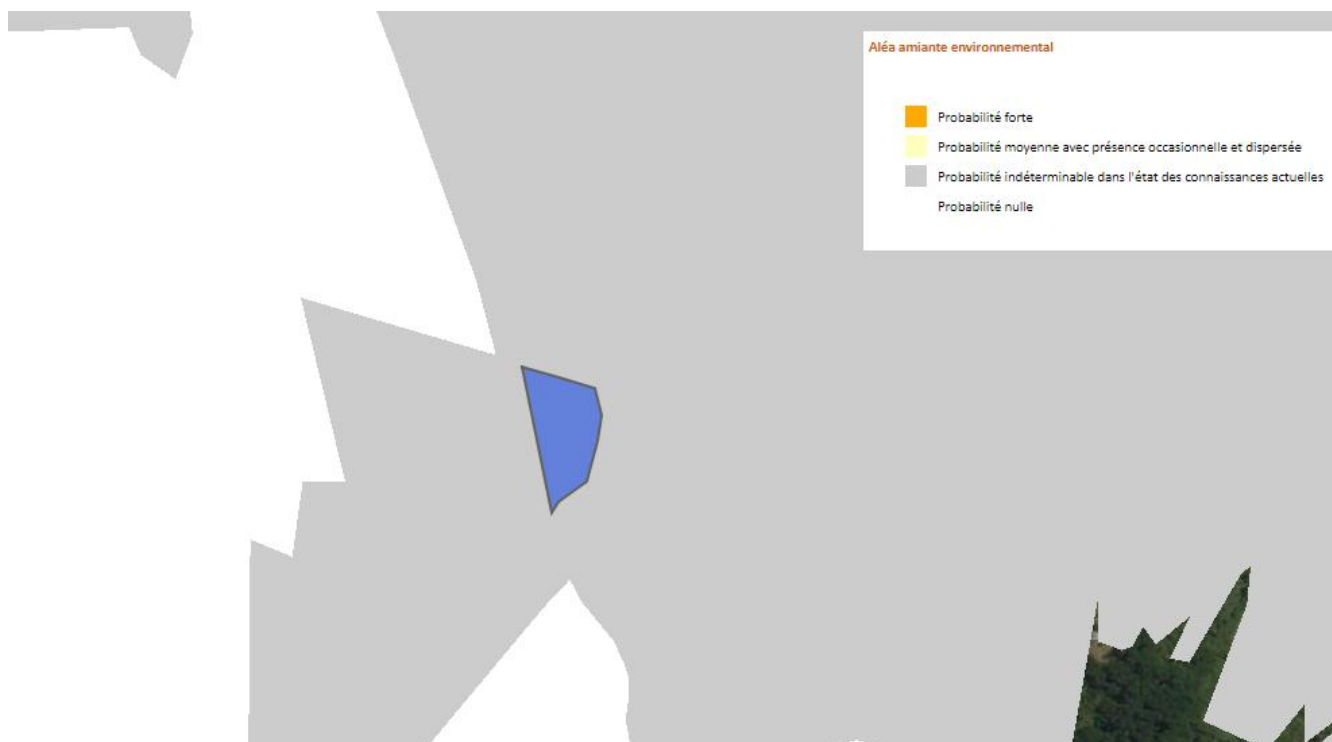 Aléa amiante environnemental
Probabilité forte
Probabilité moyenne avec présence occasionnelle et dispersée
Probabilité indéterminable dans l'état des connaissances actuelles
Probabilité nulle